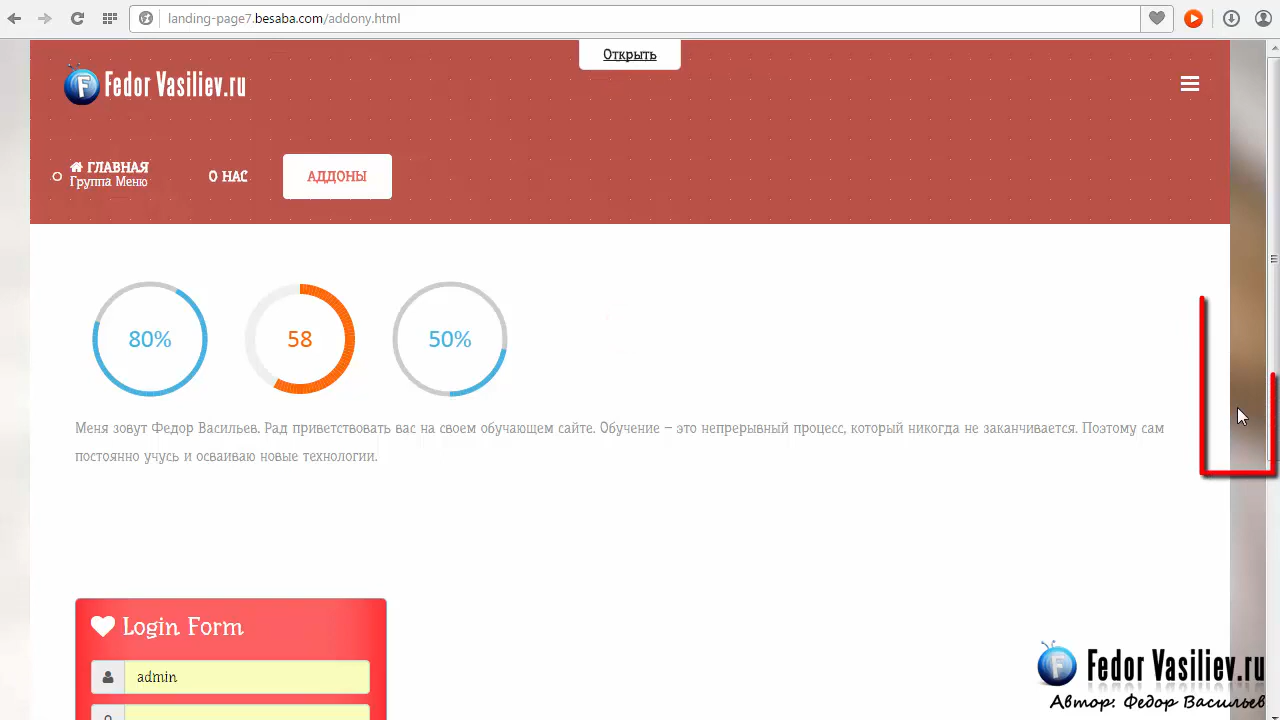 landing-page7.besaba.com/addony.html
Открыть
Fedor Vasiliev.ru
ГЛАВНАЯ
Группа Меню
О НАС
АДДОНЫ
80%
58
50%
Меня зовут Федор Васильев. Рад приветствовать вас на своем обучающем сайте. Обучение – это непрерывный процесс, который никогда не заканчивается. Поэтому сам
постоянно учусь и осваиваю новые технологии.
Login Form
admin
Fedor Vasiliev.ru
Автор: Федор Васильев